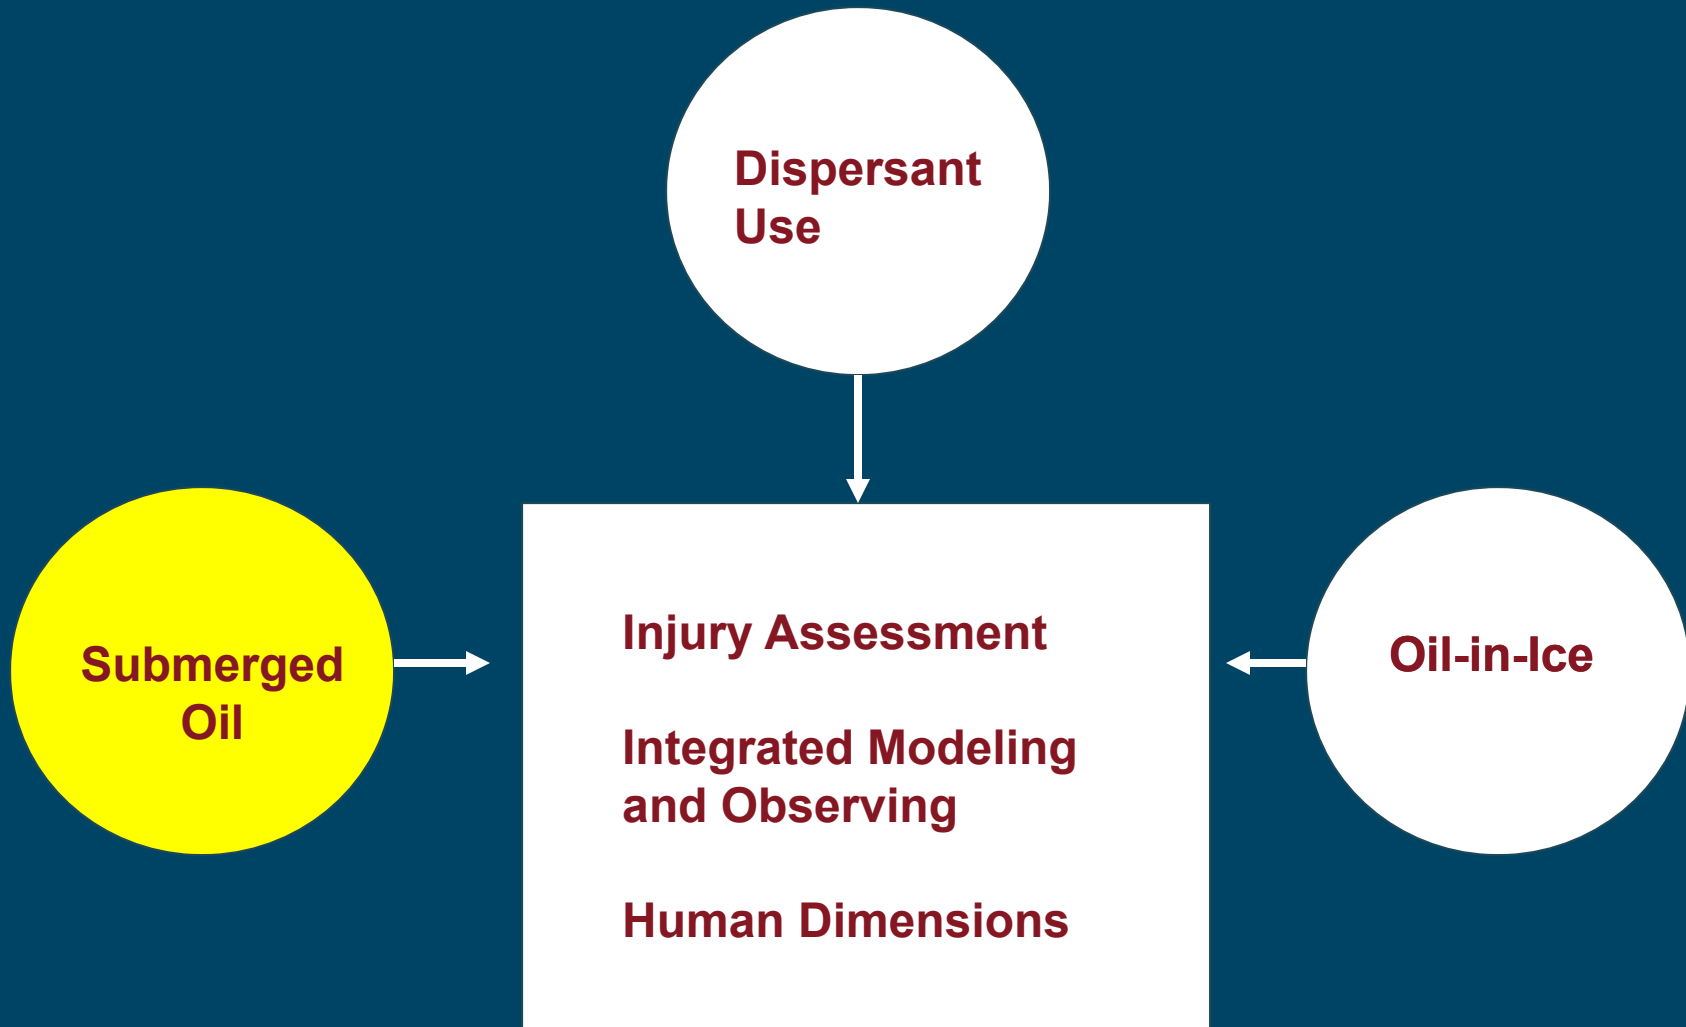 Dispersant
Use
Submerged
Oil
Injury Assessment
Integrated Modeling
and Observing
Human Dimensions
Oil-in-Ice